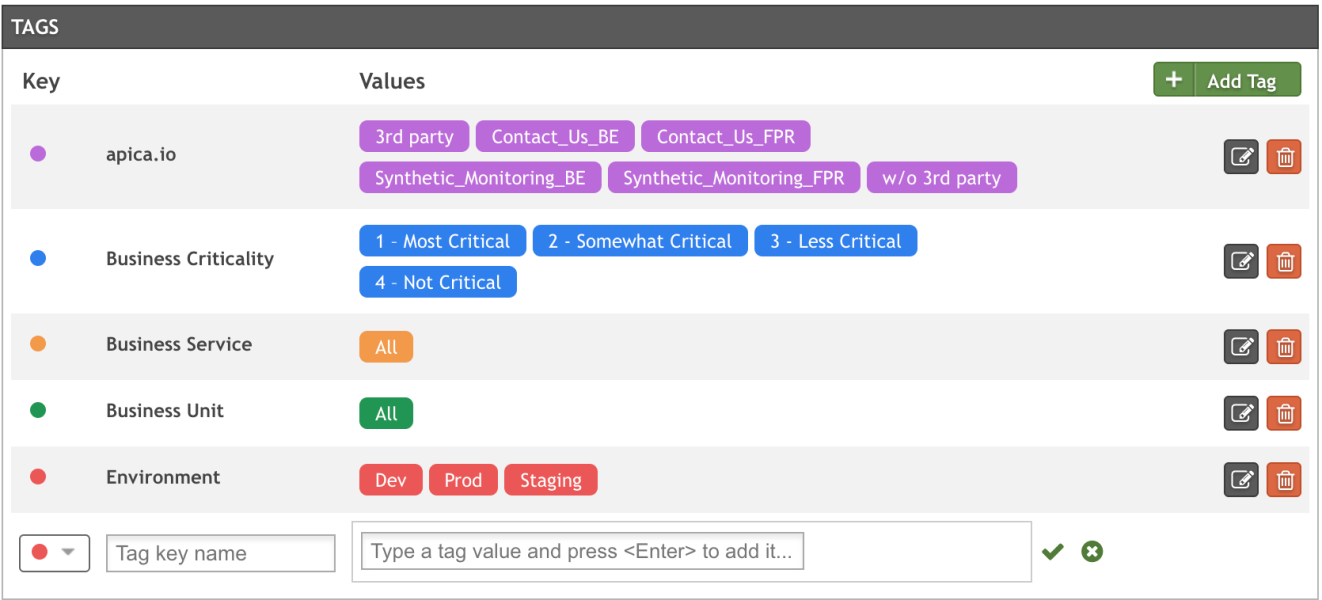 TAGS
Key Values Add Tag
apica.io
3rd party Contact_Us_BE Contact_Us_FPR
Synthetic_Monitoring_BE Synthetic_Monitoring_FPR w/o 3rd party
Business Criticality
1 - Most Critical 2 - Somewhat Critical 3 - Less Critical
4 - Not Critical
Business Service All
Business Unit All
Environment Dev Prod Staging
Tag key name Type a tag value and press <Enter> to add it...